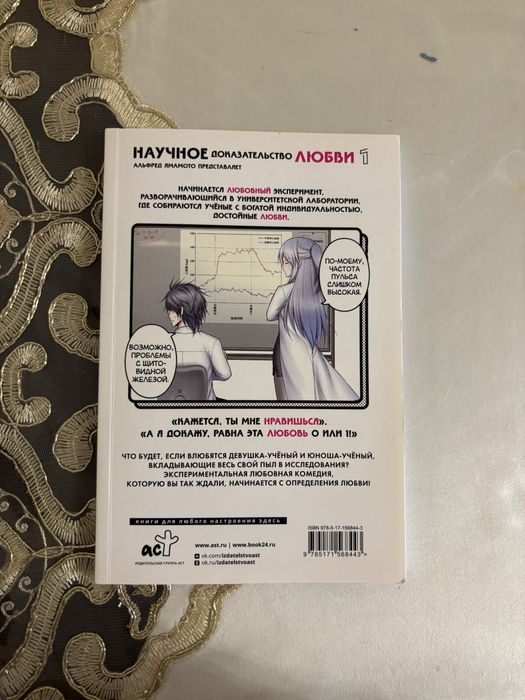 НАУЧНОЕ ДОКАЗАТЕЛЬСТВО ЛЮБВИ 1
АЛЬФРЕД ЯМАМОТО ПРЕДСТАВЛЯЕТ
НАЧИНАЕТСЯ ЛЮБОВНЫЙ ЭКСПЕРИМЕНТ,
РАЗВОРАЧИВАЮЩИЙСЯ В УНИВЕРСИТЕТСКОЙ ЛАБОРАТОРИИ,
ГДЕ СОБИРАЮТСЯ УЧЁНЫЕ С БОГАТОЙ ИНДИВИДУАЛЬНОСТЬЮ,
ДОСТОЙНЫЕ ЛЮБВИ.
ПО-МОЕМУ,
ЧАСТОТА
ПУЛЬСА
СЛИШКОМ
ВЫСОКАЯ.
ВОЗМОЖНО,
ПРОБЛЕМЫ
С ЩИТО-
ВИДНОЙ
ЖЕЛЕЗОЙ.
«КАЖЕТСЯ, ТЫ МНЕ НРАВИШЬСЯ».
«А Я ДОКАЖУ, РАВНА ЭТА ЛЮБОВЬ 0 ИЛИ 1!»
ЧТО БУДЕТ, ЕСЛИ ВЛЮБЯТСЯ ДЕВУШКА-УЧЁНЫЙ И ЮНОША-УЧЁНЫЙ,
ВКЛАДЫВАЮЩИЕ ВЕСЬ СВОЙ ПЫЛ В ИССЛЕДОВАНИЯ?
ЭКСПЕРИМЕНТАЛЬНАЯ ЛЮБОВНАЯ КОМЕДИЯ,
КОТОРУЮ ВЫ ТАК ЖДАЛИ, НАЧИНАЕТСЯ С ОПРЕДЕЛЕНИЯ ЛЮБВИ!
книги для любого настроения здесь
аст
ИЗДАТЕЛЬСКАЯ ГРУППА АСТ
www.ast.ru | www.book24.ru
vk.com/izdatelstvoast
ok.ru/izdatelstvoast
ISBN 978-5-17-156844-3
9 785171 568443 >